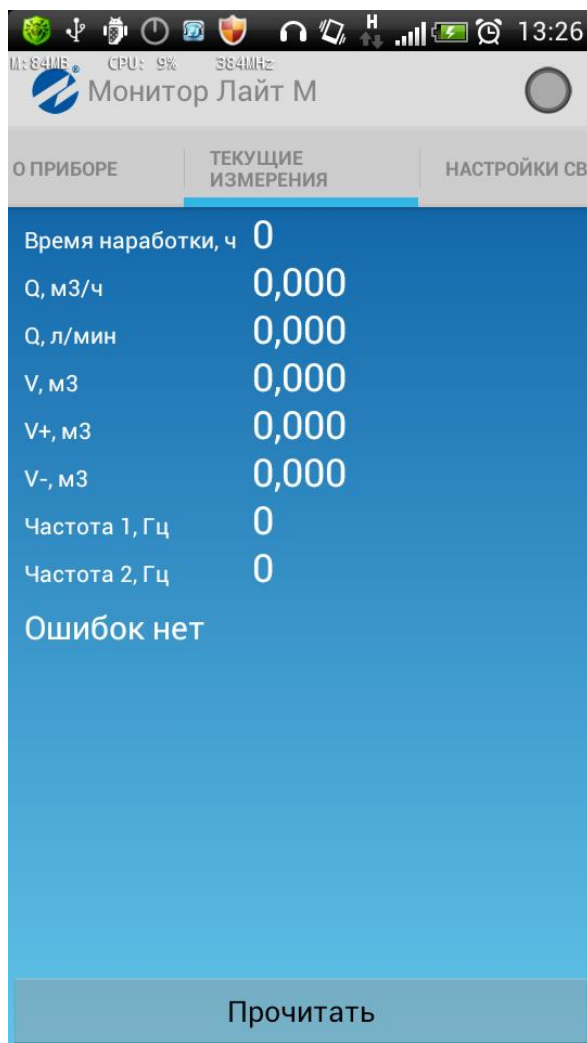 H 13:26
M:84MB CPU: 9% 384MHz
Монитор Лайт М
О ПРИБОРЕ
ТЕКУЩИЕ
ИЗМЕРЕНИЯ
НАСТРОЙКИ СВ
Время наработки, ч 0
Q, м3/ч 0,000
Q, л/мин 0,000
V, м3 0,000
V+, м3 0,000
V-, м3 0,000
Частота 1, Гц 0
Частота 2, Гц 0
Ошибок нет
Прочитать